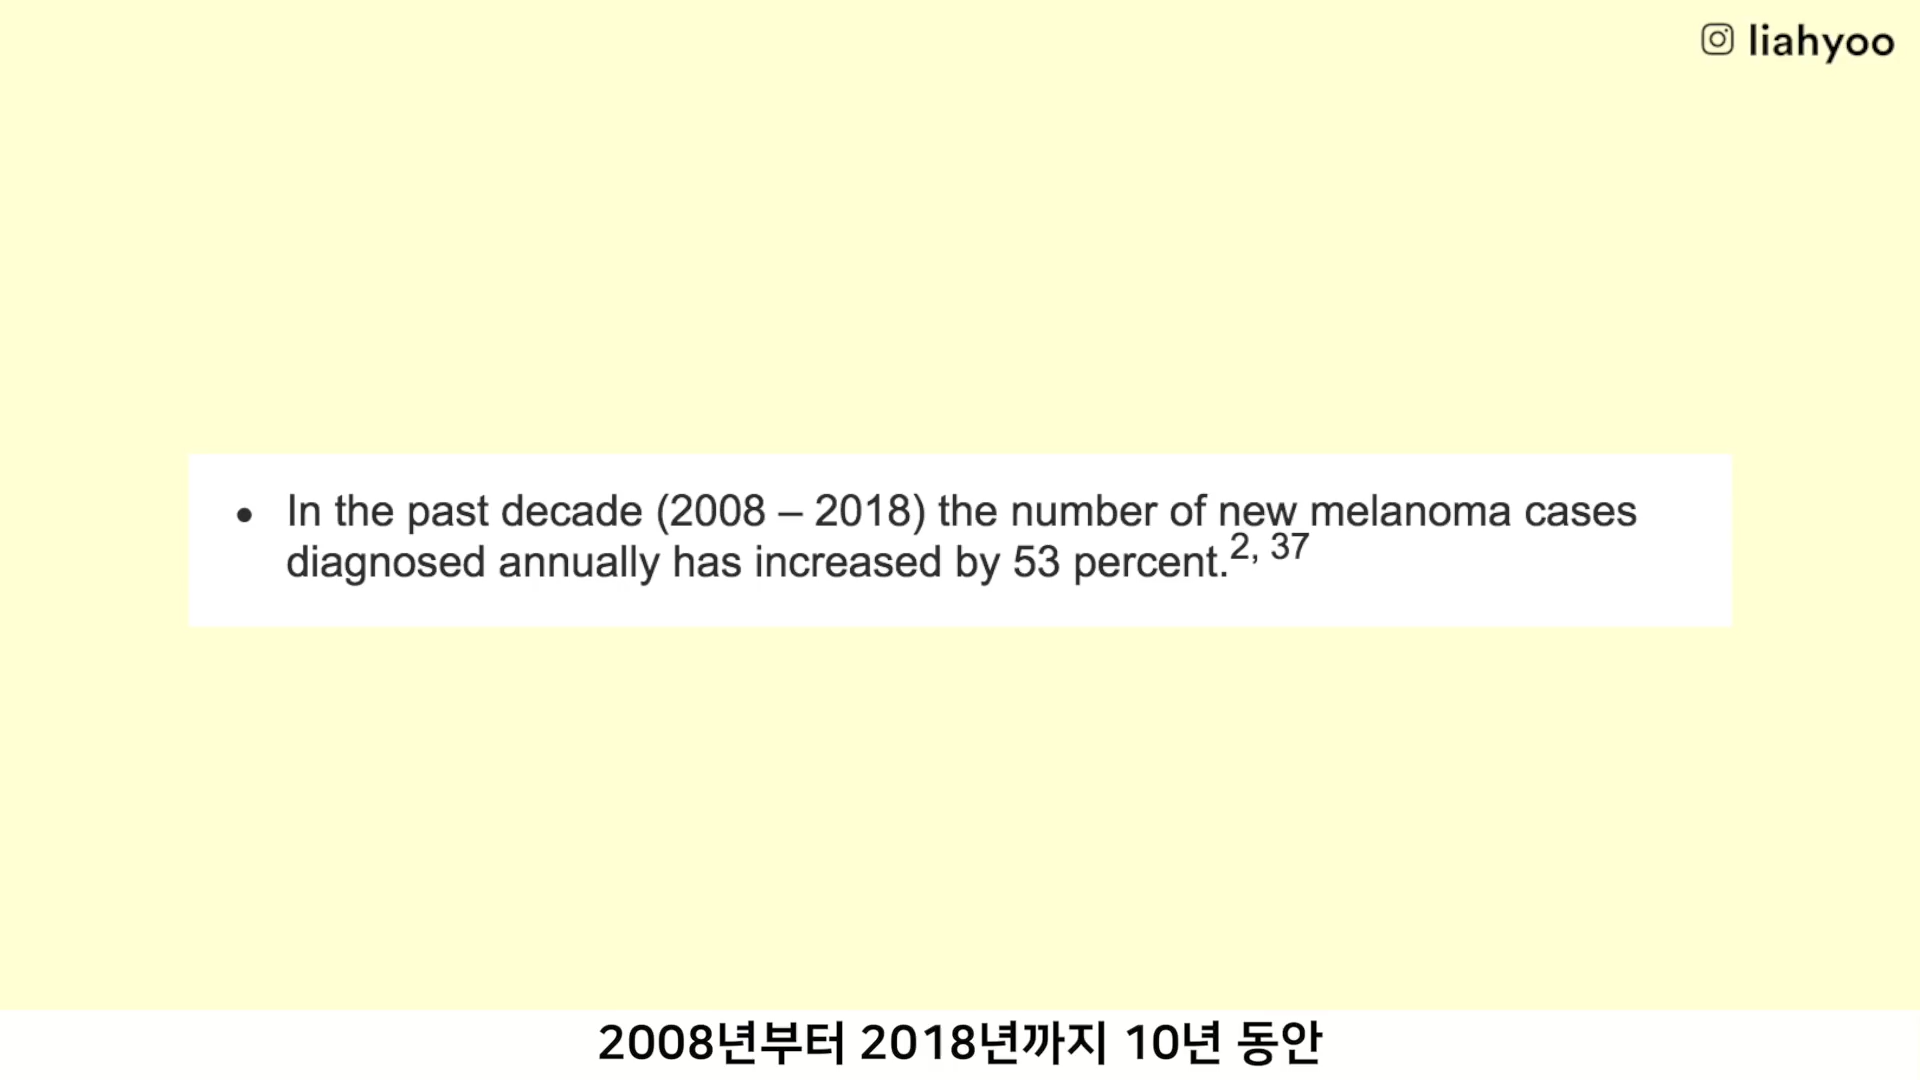 liahyoo
• In the past decade (2008 – 2018) the number of new melanoma cases
diagnosed annually has increased by 53 percent.2, 37
2008년부터 2018년까지 10년 동안